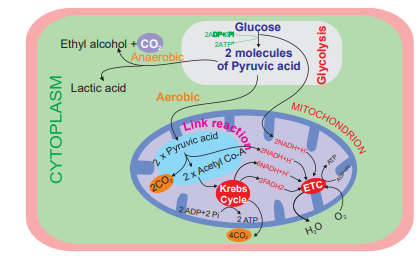 Glucose
2ADP+2Pi
2ATP
2 molecules
of Pyruvic acid
Glycolysis
Ethyl alcohol + CO₂
Anaerobic
Lactic acid
Aerobic
CYTOPLASM
MITOCHONDRION
Link reaction
2 x Pyruvic acid
2 x Acetyl Co-A
2CO₂
2NADH+H⁺
2NADH+H⁺
6NADH+H⁺
2FADH2
Krebs
Cycle
ETC
ATP
2 ADP+2 Pi
2 ATP
4CO₂
H₂O
O₂